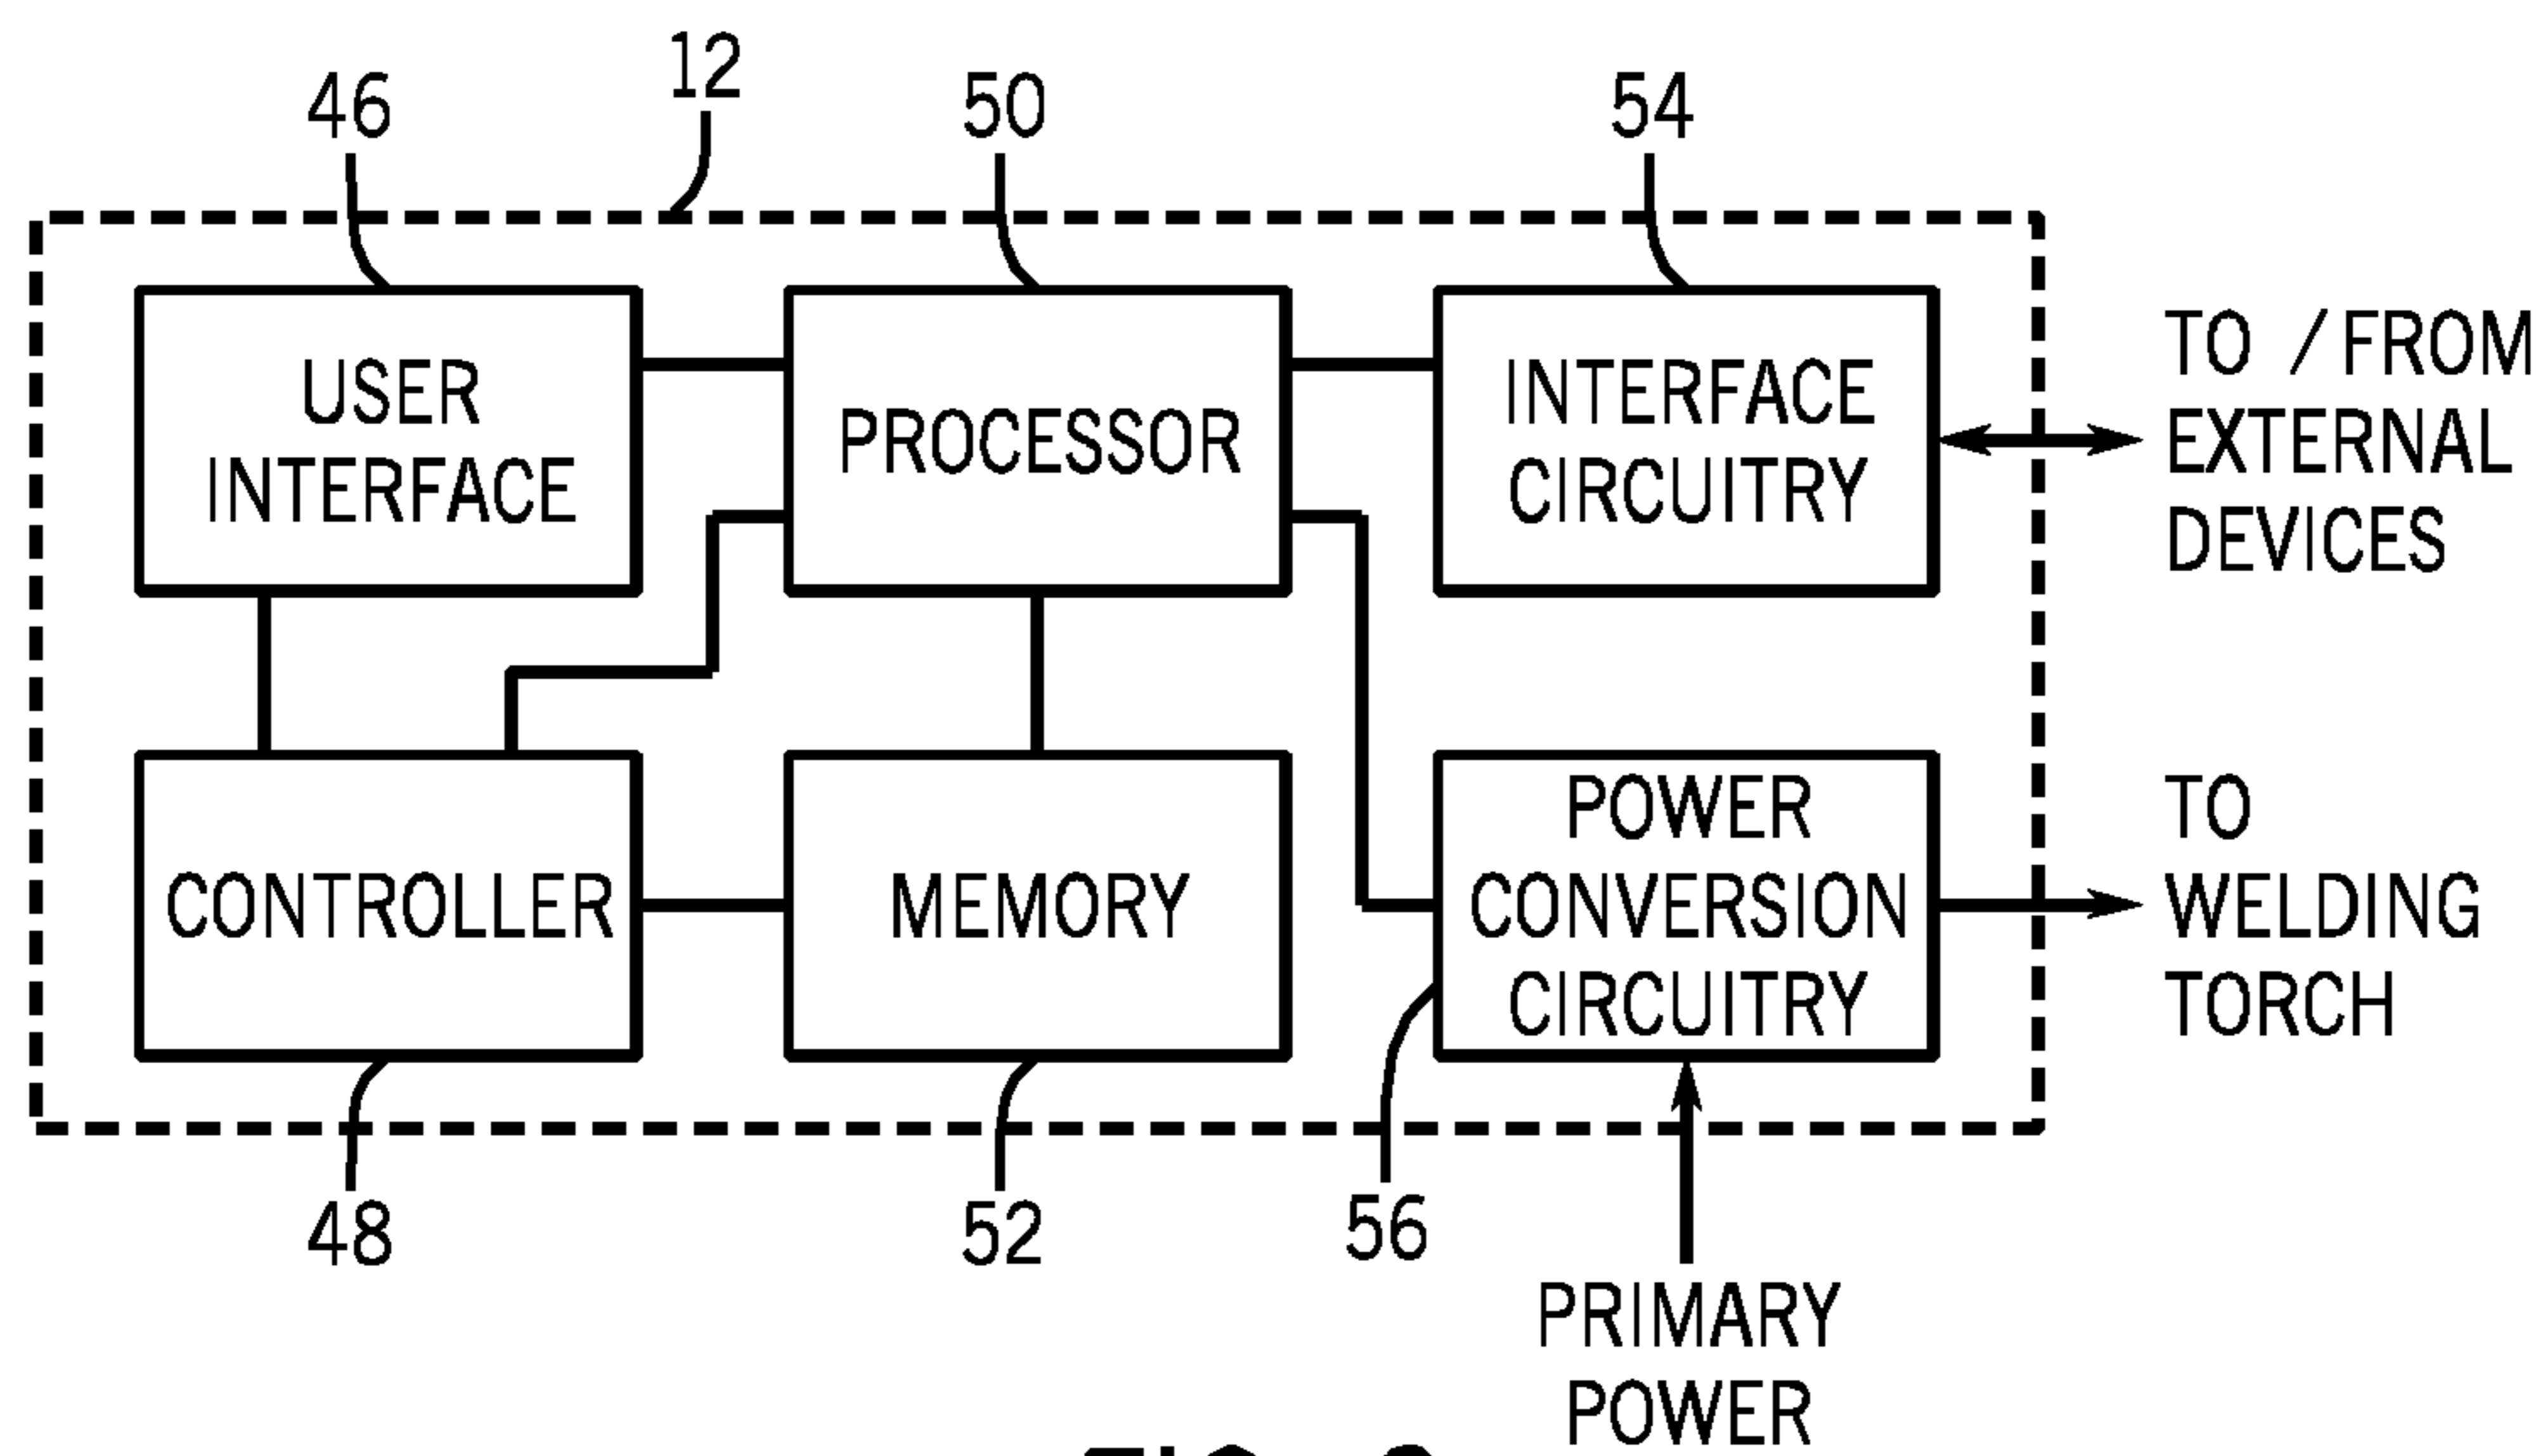 12
46
50
54
USER
INTERFACE
PROCESSOR
INTERFACE
CIRCUITRY
TO / FROM
EXTERNAL
DEVICES
CONTROLLER
MEMORY
POWER
CONVERSION
CIRCUITRY
TO
WELDING
TORCH
48
52
56
PRIMARY
POWER